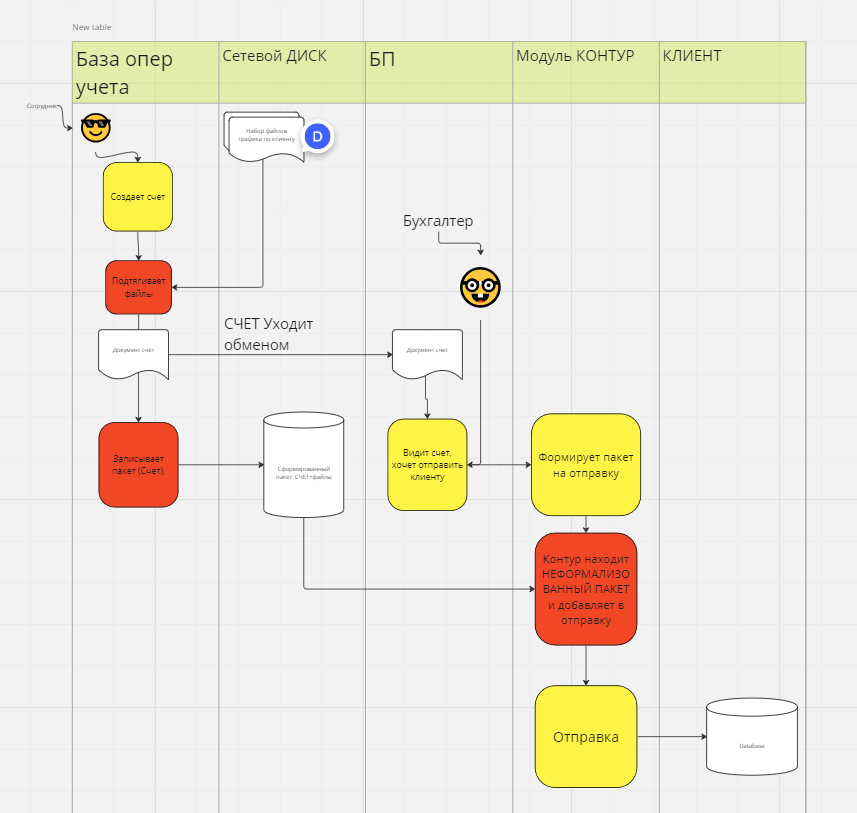 New table
База опер
учета
Сетевой ДИСК
БП
Модуль КОНТУР
КЛИЕНТ
Сотрудник
Набор файлов
трафика по клиенту
D
Создает счет
Бухгалтер
Подтягивает
файлы
СЧЕТ Уходит
обменом
Документ счет
Документ счет
Записывает
пакет (Счет).
Сформированный
пакет. СЧЕТ+файлы
Видит счет,
хочет отправить
клиенту
Формирует пакет
на отправку
Контур находит
НЕФОРМАЛИЗО
ВАННЫЙ ПАКЕТ
и добавляет в
отправку
Отправка
Database